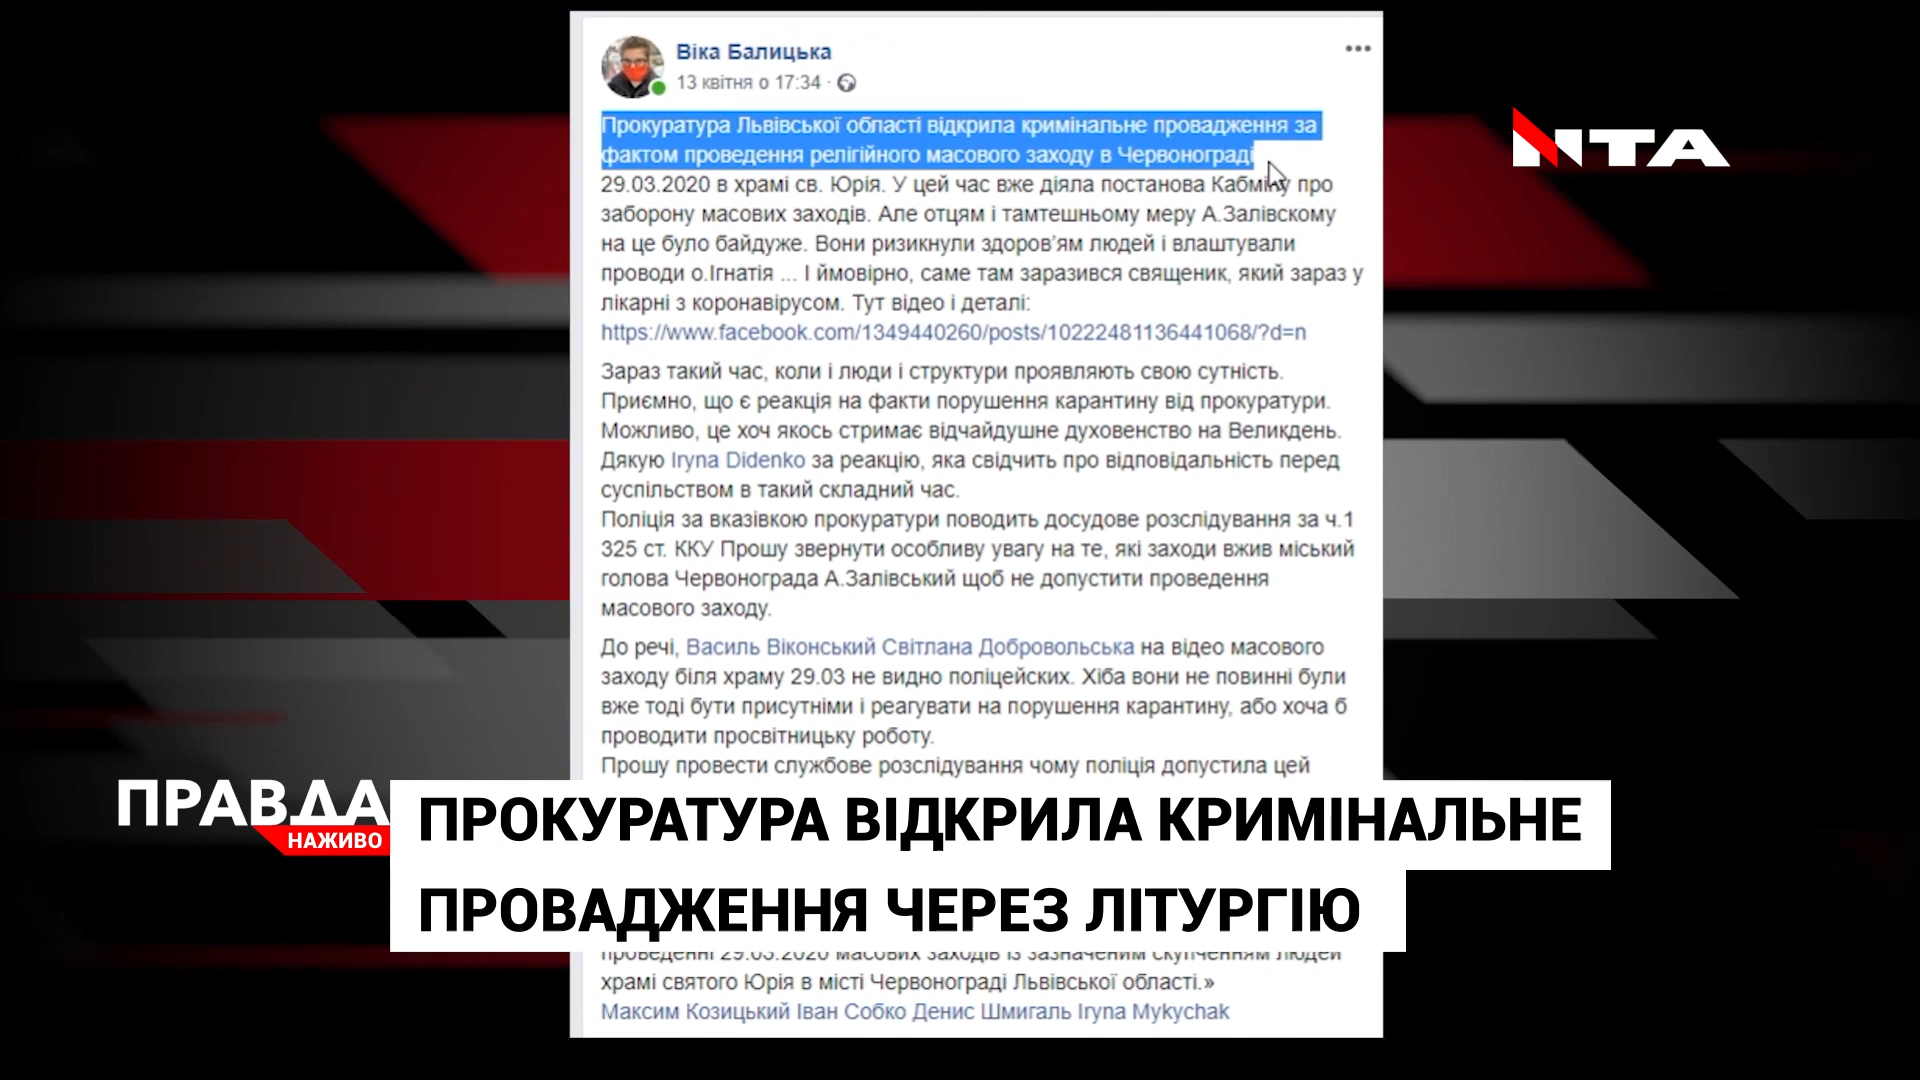 Віка Балицька
13 квітня о 17:34 ·
Прокуратура Львівської області відкрила кримінальне провадження за
фактом проведення релігійного масового заходу в Червонограді
29.03.2020 в храмі св. Юрія. У цей час вже діяла постанова Кабміну про
заборону масових заходів. Але отцям і тамтешньому меру А.Залівскому
на це було байдуже. Вони ризикнули здоров'ям людей і влаштували
проводи о.Ігнатія ... І ймовірно, саме там заразився священик, який зараз у
лікарні з коронавірусом. Тут відео і деталі:
https://www.facebook.com/1349440260/posts/10222481136441068/?d=n
Зараз такий час, коли і люди і структури проявляють свою сутність.
Приємно, що є реакція на факти порушення карантину від прокуратури.
Можливо, це хоч якось стримає відчайдушне духовенство на Великдень.
Дякую Iryna Didenko за реакцію, яка свідчить про відповідальність перед
суспільством в такий складний час.
Поліція за вказівкою прокуратури поводить досудове розслідування за ч.1
325 ст. ККУ Прошу звернути особливу увагу на те, які заходи вжив міський
голова Червонограда А.Залівський щоб не допустити проведення
масового заходу.
До речі, Василь Віконський Світлана Добровольська на відео масового
заходу біля храму 29.03 не видно поліцейских. Хіба вони не повинні були
вже тоді бути присутніми і реагувати на порушення карантину, або хоча б
проводити просвітницьку роботу.
Прошу провести службове розслідування чому поліція допустила цей
проведенні 29.03.2020 масових заходів із зазначеним скупченням людей
храмі святого Юрія в місті Червонограді Львівської області.»
Максим Козицький Іван Собко Денис Шмигаль Iryna Mykychak
NTA
ПРАВДА
НАЖИВО
ПРОКУРАТУРА ВІДКРИЛА КРИМІНАЛЬНЕ
ПРОВАДЖЕННЯ ЧЕРЕЗ ЛІТУРГІЮ